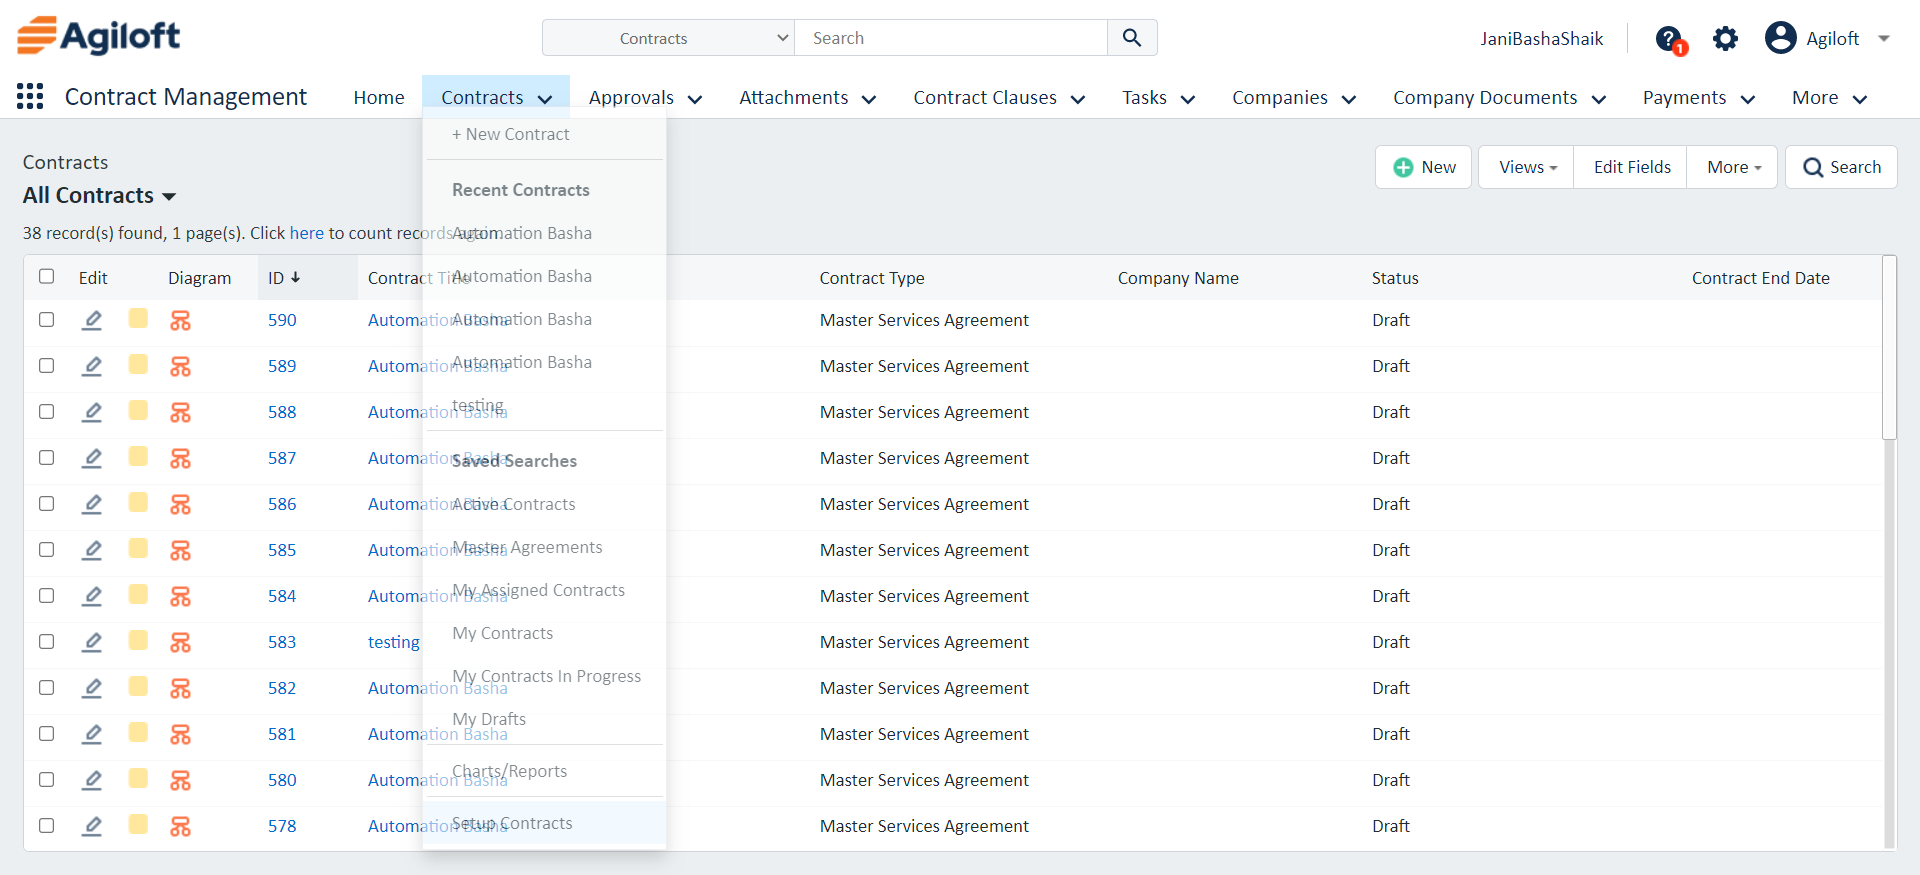 Agiloft
Contracts
Search
JaniBashaShaik
1
Agiloft
Contract Management
Home
Contracts
Approvals
Attachments
Contract Clauses
Tasks
Companies
Company Documents
Payments
More
+ New Contract
Recent Contracts
Automation Basha
Automation Basha
Automation Basha
Automation Basha
testing
Saved Searches
Active Contracts
Master Agreements
My Assigned Contracts
My Contracts
My Contracts In Progress
My Drafts
Charts/Reports
Setup Contracts
Contracts
All Contracts
New
Views
Edit Fields
More
Search
38 record(s) found, 1 page(s). Click here to count records again.
Edit Diagram ID Contract Title Contract Type Company Name Status Contract End Date
590 Automation Basha Master Services Agreement Draft
589 Automation Basha Master Services Agreement Draft
588 Automation Basha Master Services Agreement Draft
587 Automation Basha Master Services Agreement Draft
586 Automation Basha Master Services Agreement Draft
585 Automation Basha Master Services Agreement Draft
584 Automation Basha Master Services Agreement Draft
583 testing Master Services Agreement Draft
582 Automation Basha Master Services Agreement Draft
581 Automation Basha Master Services Agreement Draft
580 Automation Basha Master Services Agreement Draft
578 Automation Basha Master Services Agreement Draft